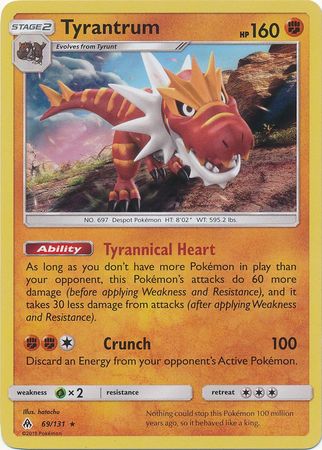 STAGE2 Tyrantrum HP 160
Evolves from Tyrunt
NO. 697 Despot Pokémon HT: 8'02" WT: 595.2 lbs.
Ability Tyrannical Heart
As long as you don't have more Pokémon in play than
your opponent, this Pokémon's attacks do 60 more
damage (before applying Weakness and Resistance), and it
takes 30 less damage from attacks (after applying Weakness
and Resistance).
Crunch 100
Discard an Energy from your opponent's Active Pokémon.
weakness ×2 resistance retreat
Illus. hatachu
69/131 ★
©2018 Pokémon
Nothing could stop this Pokémon 100 million
years ago, so it behaved like a king.